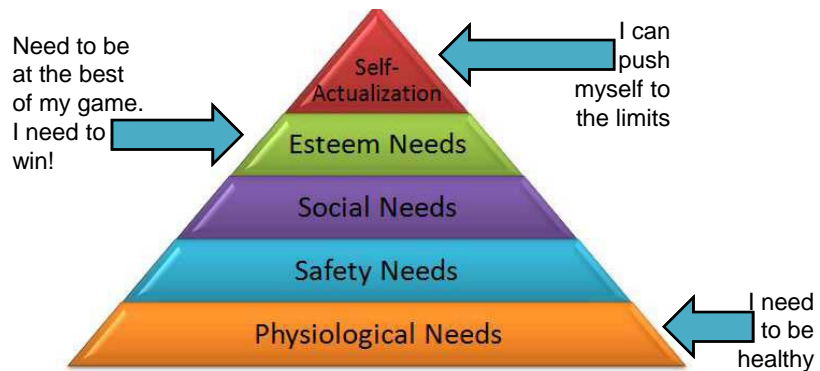 Need to be
at the best
of my game.
I need to
win!
I can
push
myself to
the limits
Self-
Actualization
Esteem Needs
Social Needs
Safety Needs
Physiological Needs
I need
to be
healthy